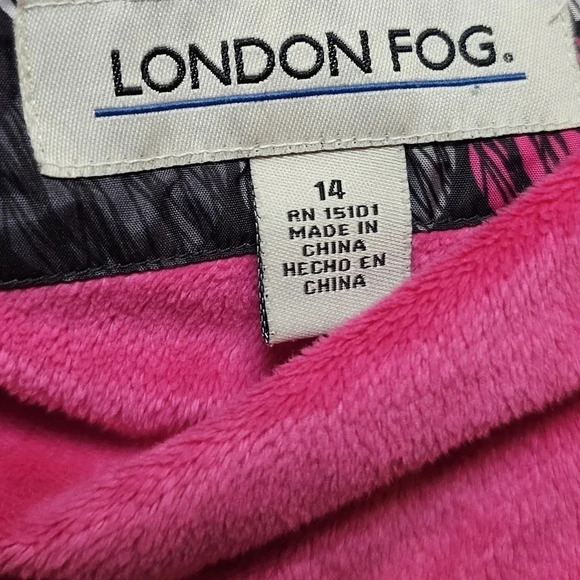 LONDON FOG.
14
RN 15101
MADE IN
CHINA
HECHO EN
CHINA